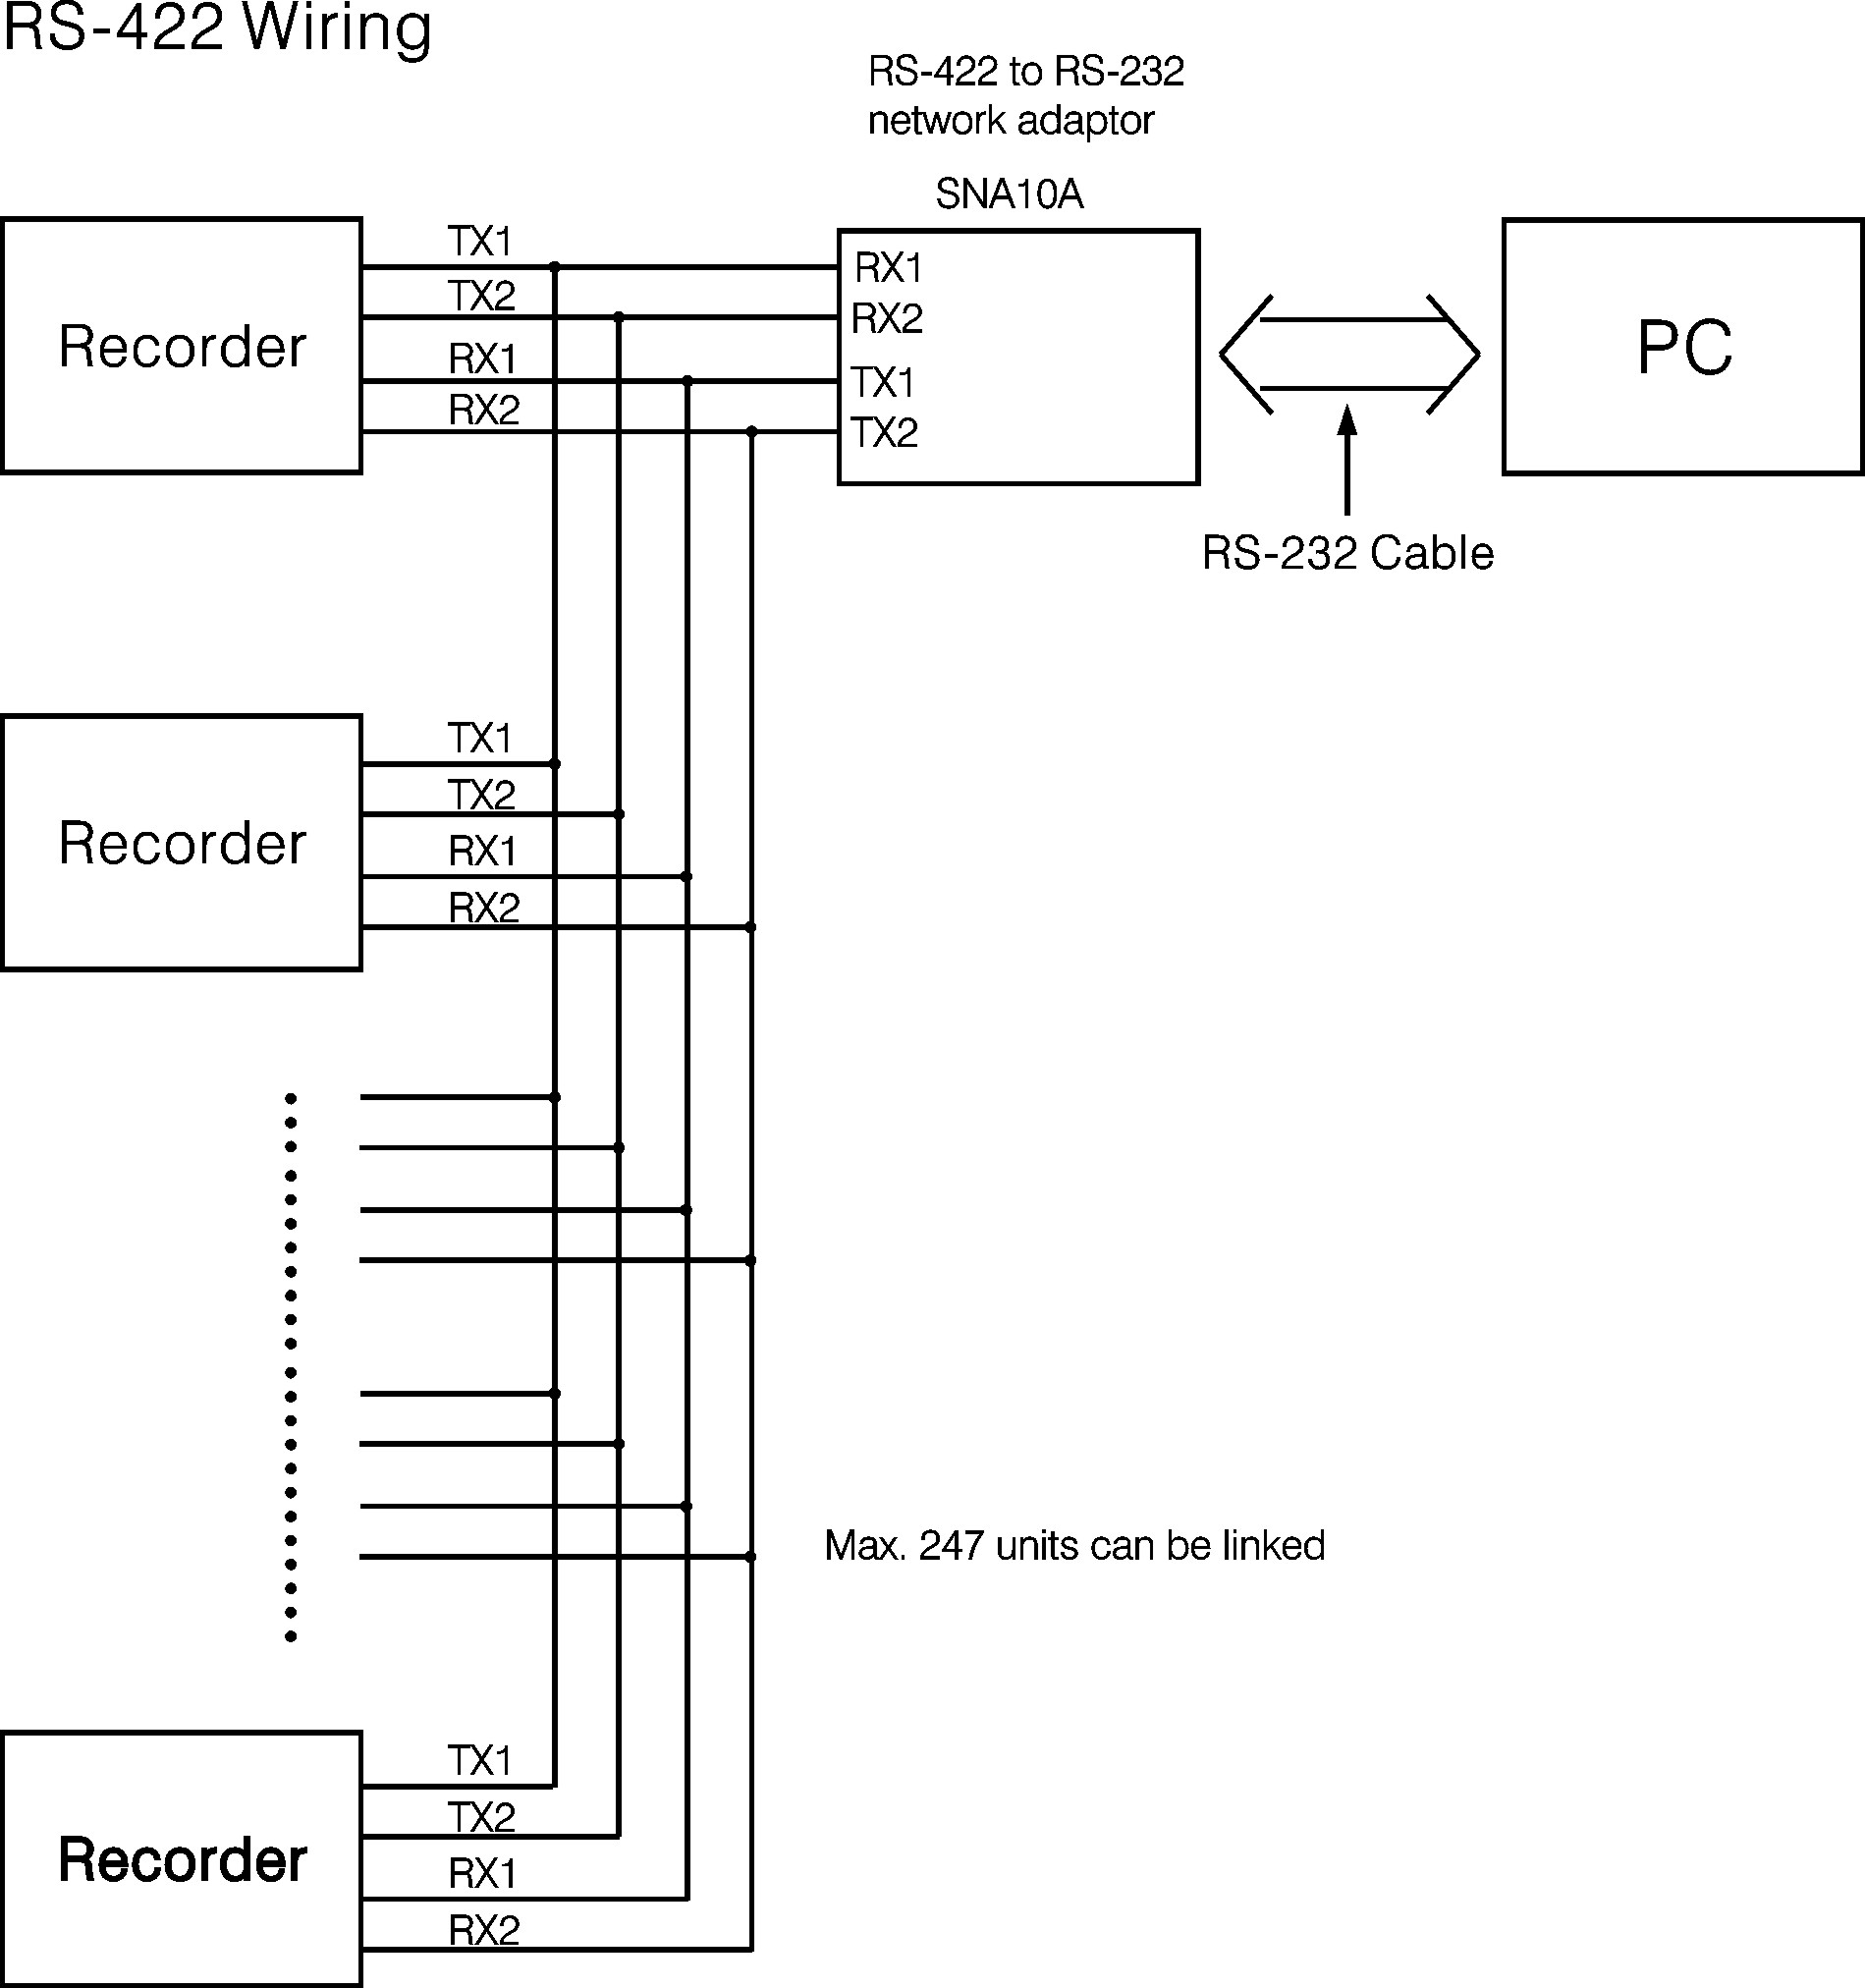 RS-422 Wiring
RS-422 to RS-232
network adaptor
SNA10A
Recorder
TX1
TX2
RX1
RX2
RX1
RX2
TX1
TX2
PC
RS-232 Cable
Recorder
TX1
TX2
RX1
RX2
Max. 247 units can be linked
Recorder
TX1
TX2
RX1
RX2